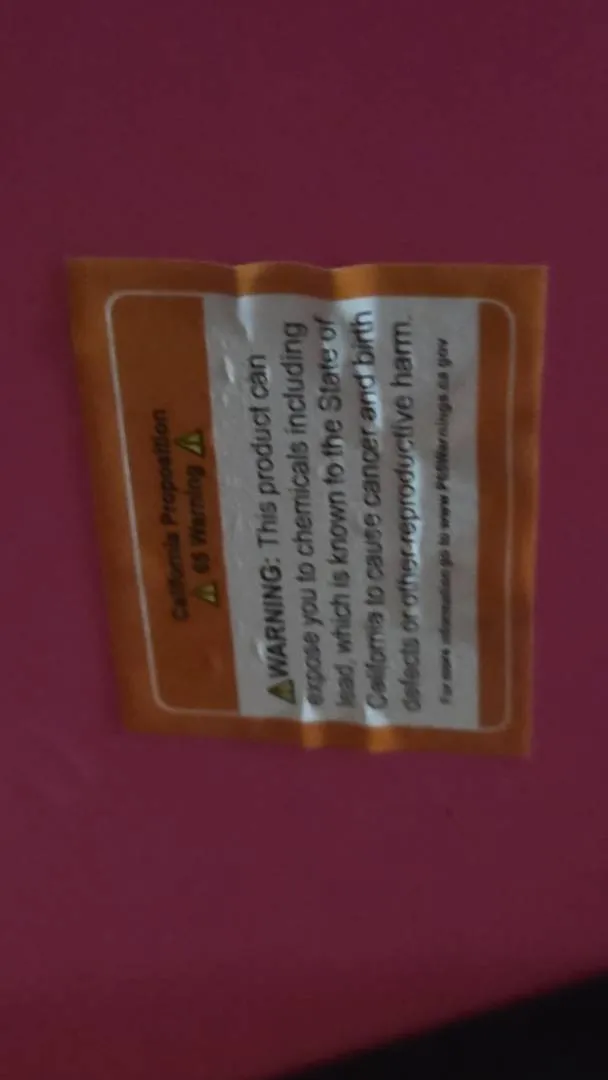 California Proposition
⚠ 65 Warning ⚠
⚠WARNING: This product can
expose you to chemicals including
lead, which is known to the State of
California to cause cancer and birth
defects or other reproductive harm.
For more information go to www.P65Warnings.ca.gov